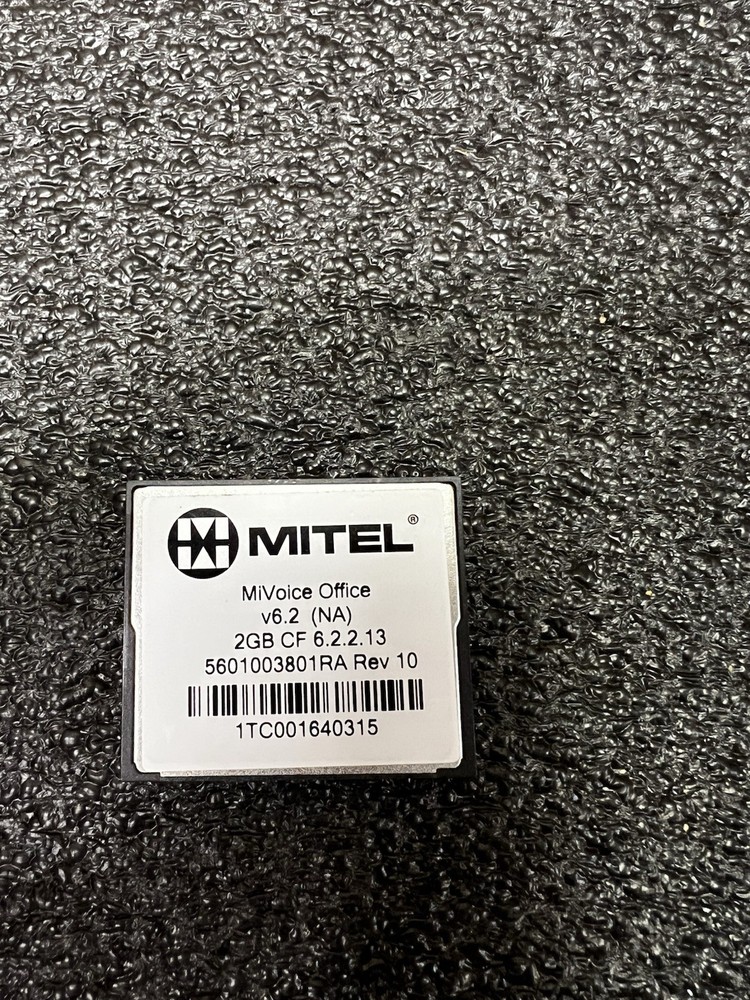 MITEL®
MiVoice Office
v6.2 (NA)
2GB CF 6.2.2.13
5601003801RA Rev 10
1TC001640315